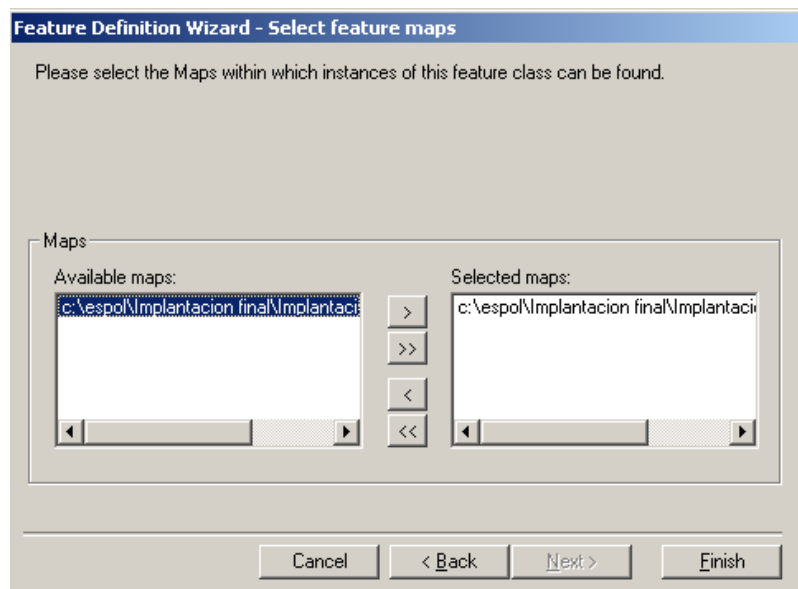 Feature Definition Wizard - Select feature maps
Please select the Maps within which instances of this feature class can be found.
Maps
Available maps:
Selected maps:
c:\espol\Implantacion final\Implantaci
c:\espol\Implantacion final\Implantaci
>
>>
<
<<
Cancel
< Back
Next >
Finish